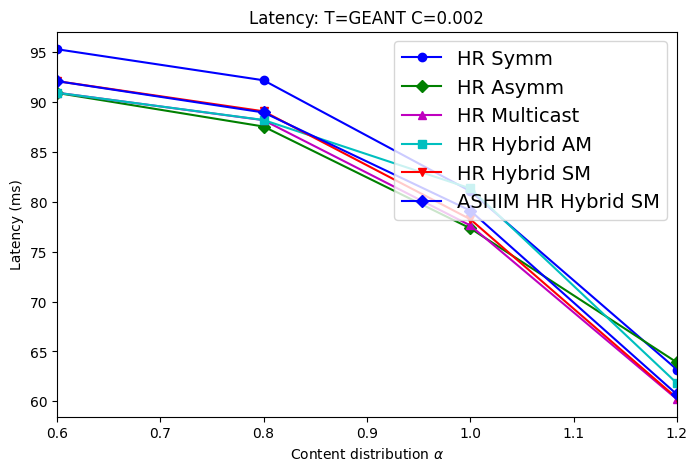 Latency: T=GEANT C=0.002
Latency (ms)
95
90
85
80
75
70
65
60
HR Symm
HR Asymm
HR Multicast
HR Hybrid AM
HR Hybrid SM
ASHIM HR Hybrid SM
0.6 0.7 0.8 0.9 1.0 1.1 1.2
Content distribution α